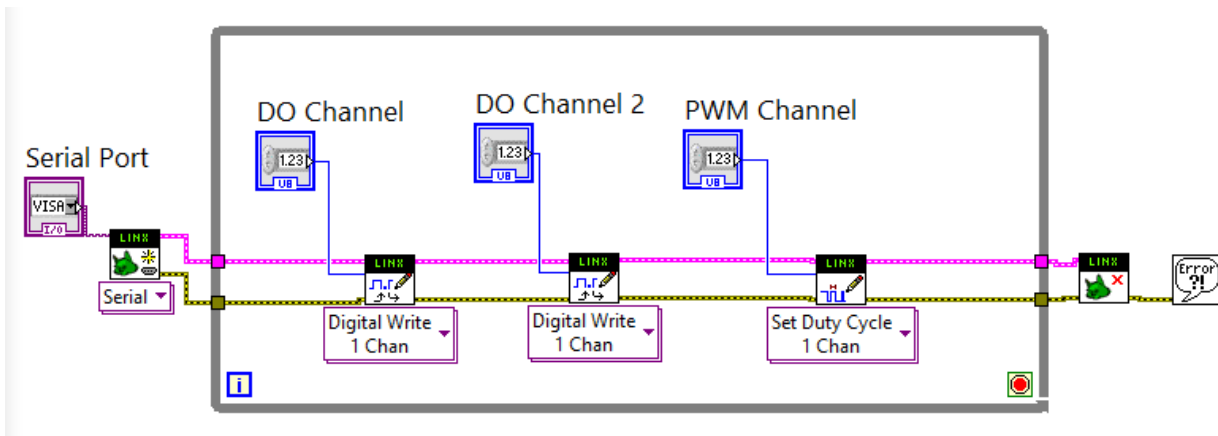 DO Channel
DO Channel 2
PWM Channel
Serial Port
1.23
U8
1.23
U8
1.23
U8
VISA
I/O
LINX
Serial
LINX
Digital Write
1 Chan
LINX
Digital Write
1 Chan
LINX
Set Duty Cycle
1 Chan
LINX
Error
?!
i